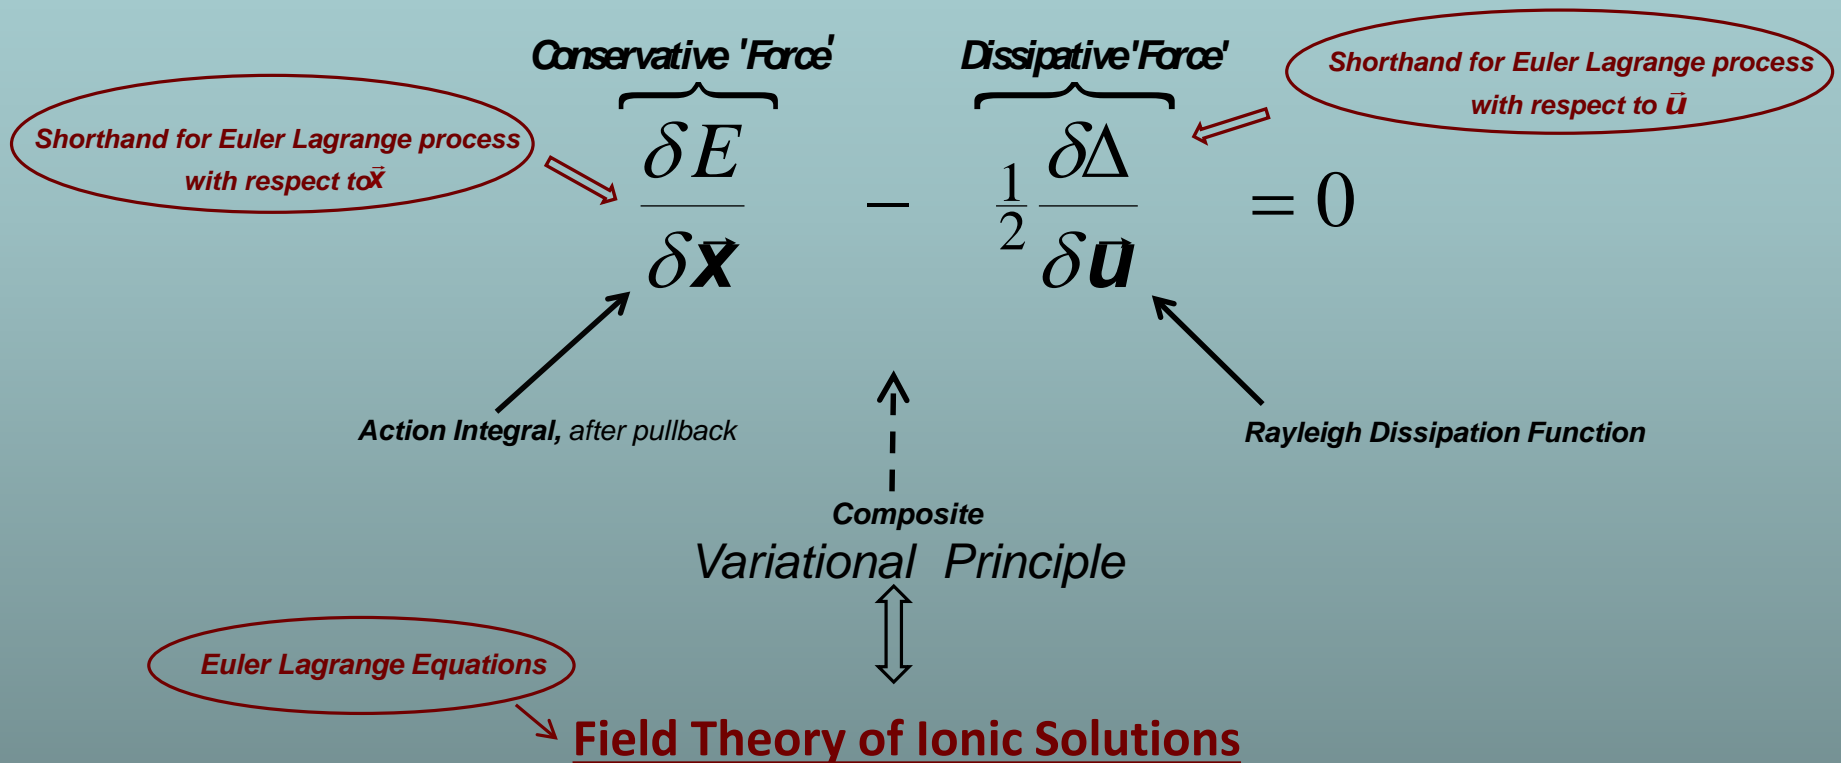 Conservative 'Force'
Dissipative 'Force'
Shorthand for Euler Lagrange process
with respect to x⃗
Shorthand for Euler Lagrange process
with respect to u⃗
δE/δx⃗ − ½ δΔ/δu⃗ = 0
Action Integral, after pullback
Rayleigh Dissipation Function
Composite
Variational Principle
Euler Lagrange Equations
Field Theory of Ionic Solutions